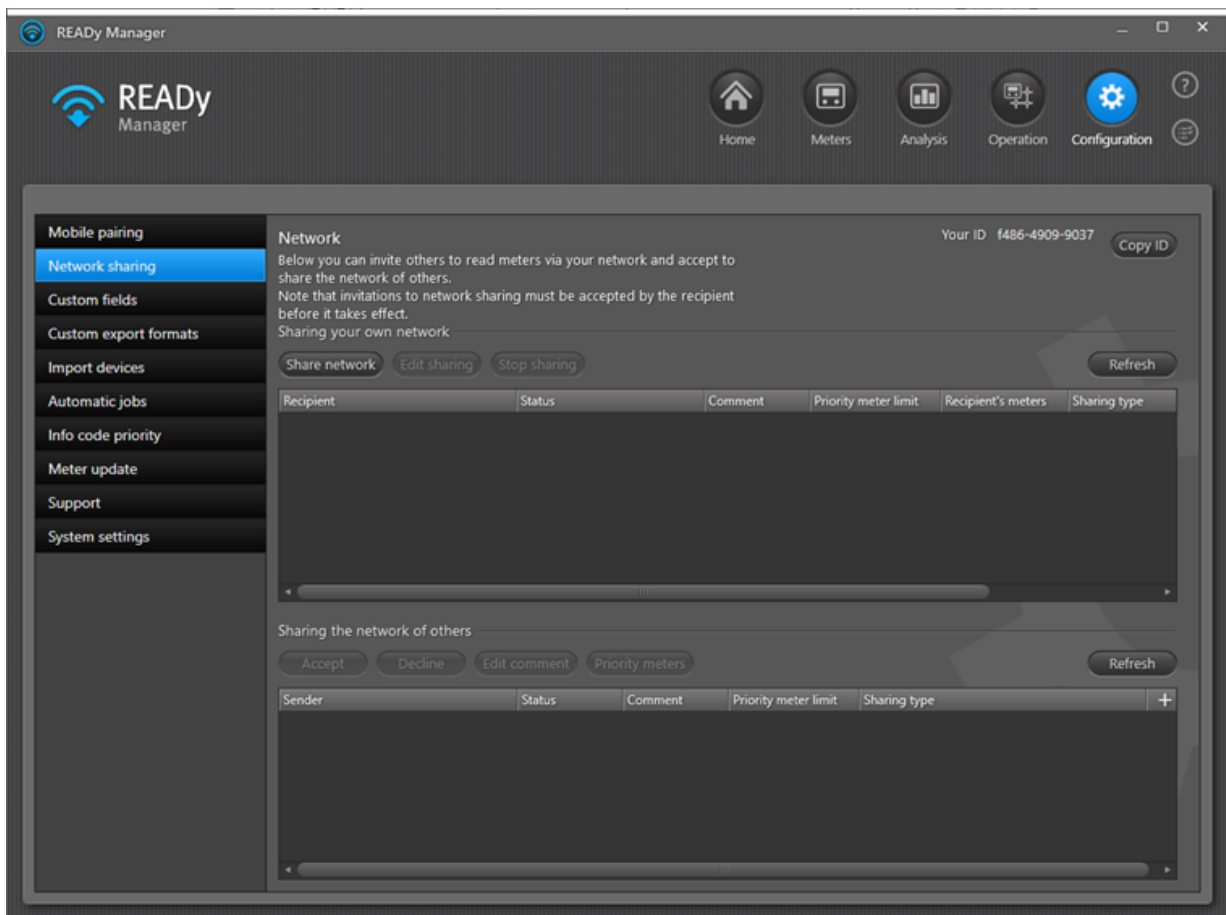 READy Manager
READy
Manager
Home
Meters
Analysis
Operation
Configuration
Mobile pairing
Network sharing
Custom fields
Custom export formats
Import devices
Automatic jobs
Info code priority
Meter update
Support
System settings
Network
Your ID f486-4909-9037
Copy ID
Below you can invite others to read meters via your network and accept to
share the network of others.
Note that invitations to network sharing must be accepted by the recipient
before it takes effect.
Sharing your own network
Share network Edit sharing Stop sharing Refresh
Recipient Status Comment Priority meter limit Recipient's meters Sharing type
Sharing the network of others
Accept Decline Edit comment Priority meters Refresh
Sender Status Comment Priority meter limit Sharing type